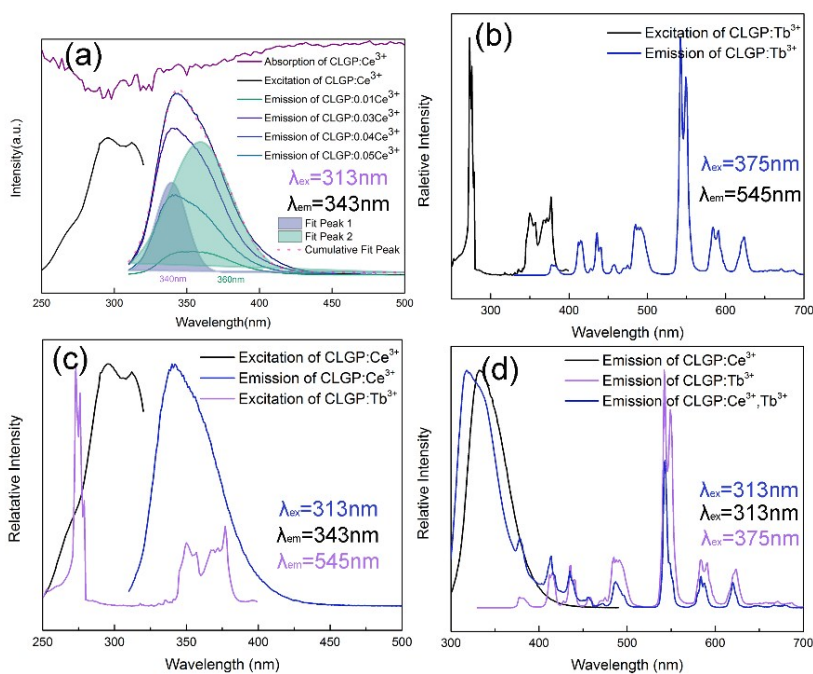 (a)
Absorption of CLGP:Ce3+
Excitation of CLGP:Ce3+
Emission of CLGP:0.01Ce3+
Emission of CLGP:0.03Ce3+
Emission of CLGP:0.04Ce3+
Emission of CLGP:0.05Ce3+
λex=313nm
λem=343nm
Fit Peak 1
Fit Peak 2
Cumulative Fit Peak
340nm
360nm
Intensity(a.u.)
250 300 350 400 450 500
Wavelength(nm)
(b)
Excitation of CLGP:Tb3+
Emission of CLGP:Tb3+
λex=375nm
λem=545nm
Raletive Intensity
300 400 500 600 700
Wavelength (nm)
(c)
Excitation of CLGP:Ce3+
Emission of CLGP:Ce3+
Excitation of CLGP:Tb3+
λex=313nm
λem=343nm
λem=545nm
Relatative Intensity
250 300 350 400 450 500
Wavelength (nm)
(d)
Emission of CLGP:Ce3+
Emission of CLGP:Tb3+
Emission of CLGP:Ce3+,Tb3+
λex=313nm
λex=313nm
λex=375nm
Relative Intensity
300 400 500 600 700
Wavelength (nm)